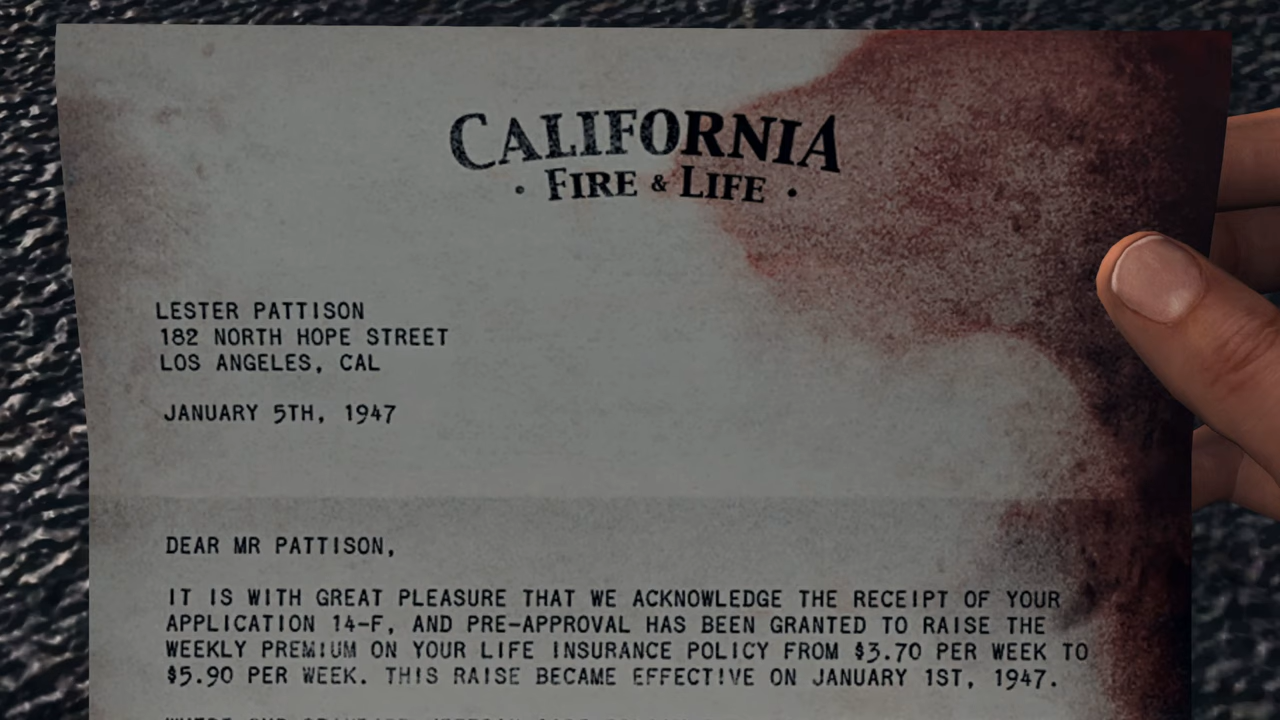 CALIFORNIA
• FIRE & LIFE •
LESTER PATTISON
182 NORTH HOPE STREET
LOS ANGELES, CAL
JANUARY 5TH, 1947
DEAR MR PATTISON,
IT IS WITH GREAT PLEASURE THAT WE ACKNOWLEDGE THE RECEIPT OF YOUR
APPLICATION 14-F, AND PRE-APPROVAL HAS BEEN GRANTED TO RAISE THE
WEEKLY PREMIUM ON YOUR LIFE INSURANCE POLICY FROM $3.70 PER WEEK TO
$5.90 PER WEEK. THIS RAISE BECAME EFFECTIVE ON JANUARY 1ST, 1947.